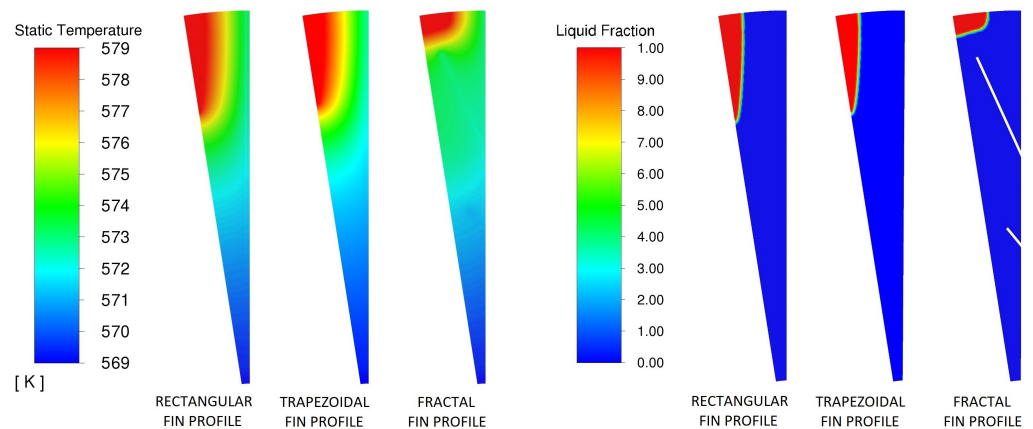 Static Temperature
579
578
577
576
575
574
573
572
571
570
569
[ K ]
RECTANGULAR
FIN PROFILE
TRAPEZOIDAL
FIN PROFILE
FRACTAL
FIN PROFILE
Liquid Fraction
1.00
9.00
8.00
7.00
6.00
5.00
4.00
3.00
2.00
1.00
0.00
RECTANGULAR
FIN PROFILE
TRAPEZOIDAL
FIN PROFILE
FRACTAL
FIN PROFILE